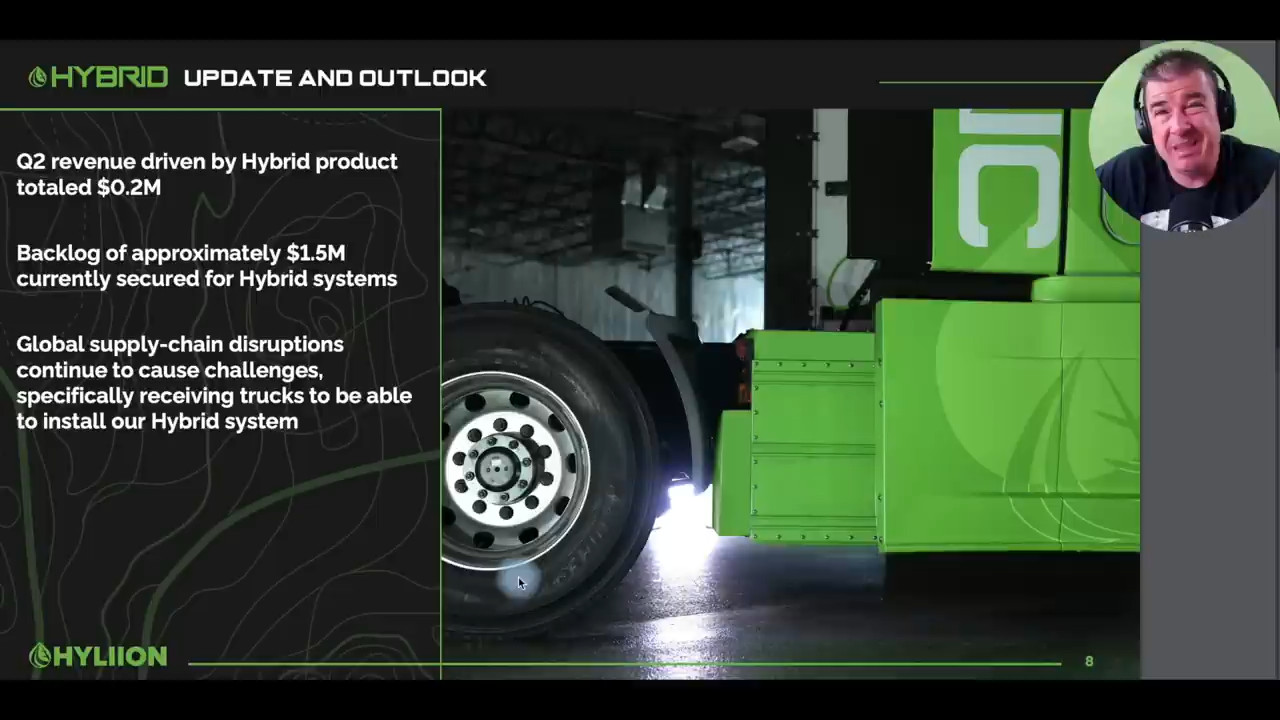 HYBRID UPDATE AND OUTLOOK
Q2 revenue driven by Hybrid product
totaled $0.2M
Backlog of approximately $1.5M
currently secured for Hybrid systems
Global supply-chain disruptions
continue to cause challenges,
specifically receiving trucks to be able
to install our Hybrid system
IC
HYLIION
8